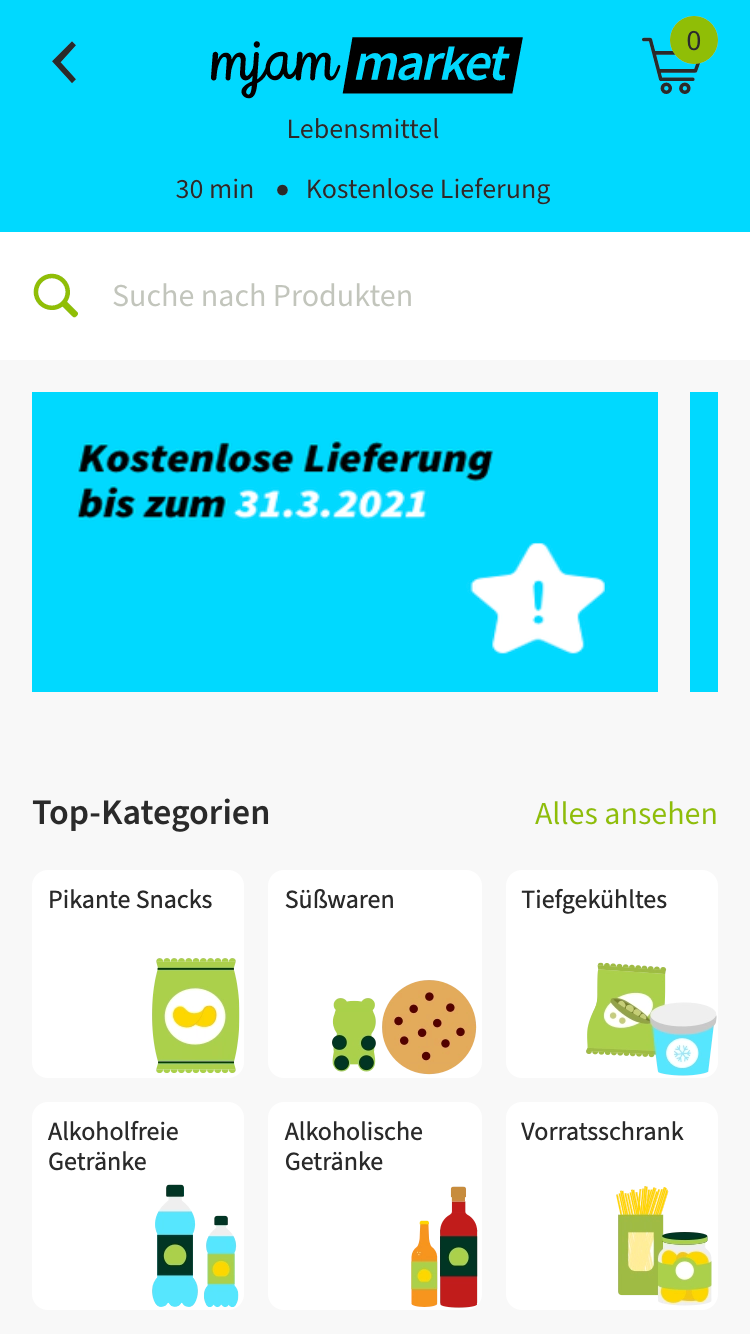 mjam market
0
Lebensmittel
30 min • Kostenlose Lieferung
Suche nach Produkten
Kostenlose Lieferung
bis zum 31.3.2021
!
Top-Kategorien
Alles ansehen
Pikante Snacks
Süßwaren
Tiefgekühltes
Alkoholfreie
Getränke
Alkoholische
Getränke
Vorratsschrank